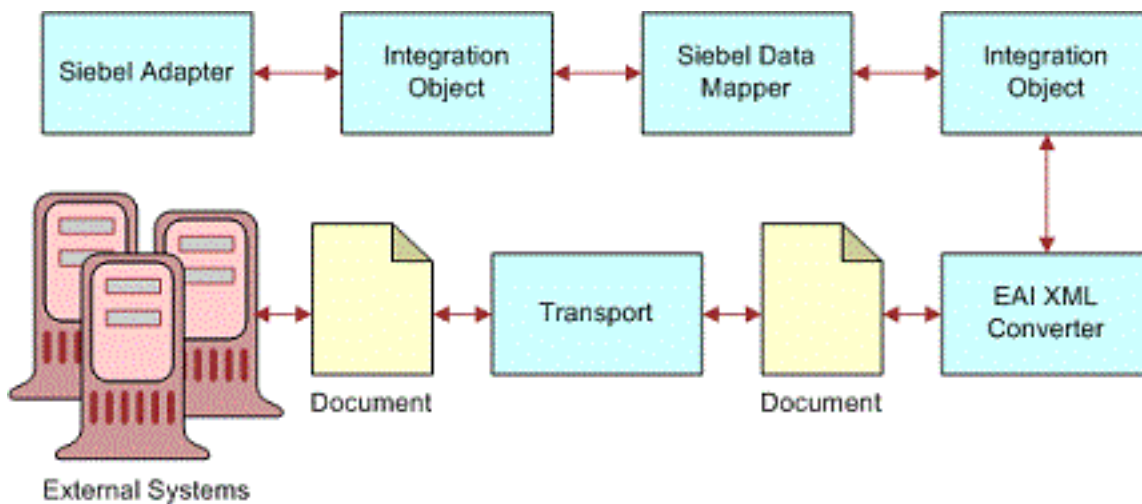 Siebel Adapter
Integration
Object
Siebel Data
Mapper
Integration
Object
Transport
EAI XML
Converter
Document
Document
External Systems